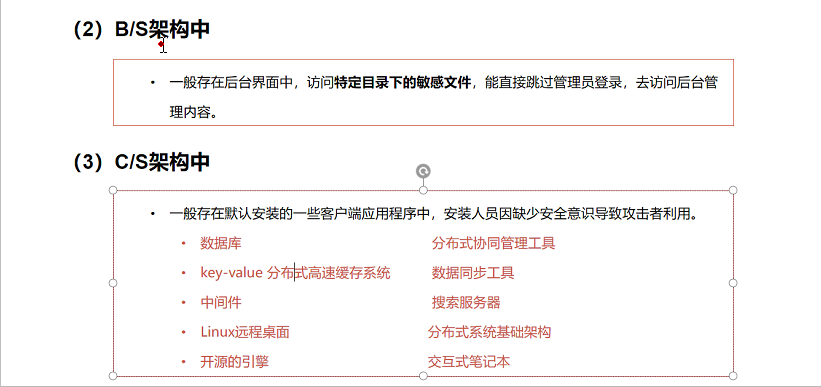 （2）B/S架构中
• 一般存在后台界面中，访问特定目录下的敏感文件，能直接跳过管理员登录，去访问后台管
理内容。
（3）C/S架构中
• 一般存在默认安装的一些客户端应用程序中，安装人员因缺少安全意识导致攻击者利用。
• 数据库 分布式协同管理工具
• key-value 分布式高速缓存系统 数据同步工具
• 中间件 搜索服务器
• Linux远程桌面 分布式系统基础架构
• 开源的引擎 交互式笔记本